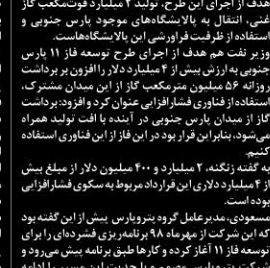 هدف از اجرای این طرح، تولید ۲ میلیارد فوت‌مکعب گاز
غنی، انتقال به پالایشگاه‌های موجود پارس جنوبی و
استفاده از ظرفیت فراورشی این پالایشگاه‌هاست.
وزیر نفت هم هدف از اجرای طرح توسعه فاز ۱۱ پارس
جنوبی به ارزش بیش از ۴ میلیارد دلار را افزون بر برداشت
روزانه ۵۶ میلیون مترمکعب گاز از این میدان مشترک،
استفاده از فناوری فشارافزایی عنوان کرد و افزود: برداشت
گاز از میدان پارس جنوبی در آینده با افت تولید همراه
می‌شود، بنابراین قرار بود در این فاز از این فناوری استفاده
کنیم.
به گفته زنگنه، ۲ میلیارد و ۴۰۰ میلیون دلار از مبلغ بیش
از ۴ میلیارد دلاری این قرارداد مربوط به سکوی فشارافزایی
بوده است.
مسعودی، مدیرعامل گروه پتروپارس پیش از این گفته بود
که این شرکت از مهرماه ۹۸ برنامه‌ریزی فشرده‌ای را برای
توسعه فاز ۱۱ آغاز کرده و کارها طبق برنامه پیش می‌رود و